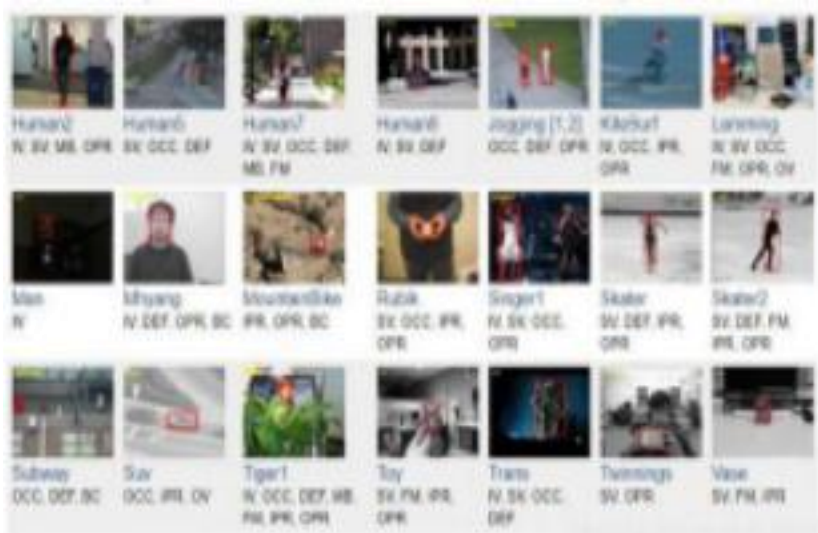 Human2 Human5 Human7 Human8 Jogging [1,2] KiteSurf Lemming
IV, SV, MB, OPR SV, OCC, DEF IV, SV, OCC, DEF, IV, SV, DEF OCC, DEF, OPR IV, OCC, IPR, IV, SV, OCC,
MB, FM OPR FM, OPR, OV
Man Mhyang MountainBike Rubik Singer1 Skater Skater2
IV IV, DEF, OPR, BC IPR, OPR, BC SV, OCC, IPR, IV, SV, OCC, SV, DEF, IPR, SV, DEF, FM,
OPR OPR OPR IPR, OPR
Subway Suv Tiger1 Toy Trans Twinnings Vase
OCC, DEF, BC OCC, IPR, OV IV, OCC, DEF, MB, SV, FM, IPR, IV, SV, OCC, SV, OPR SV, FM, IPR
FM, IPR, OPR OPR DEF